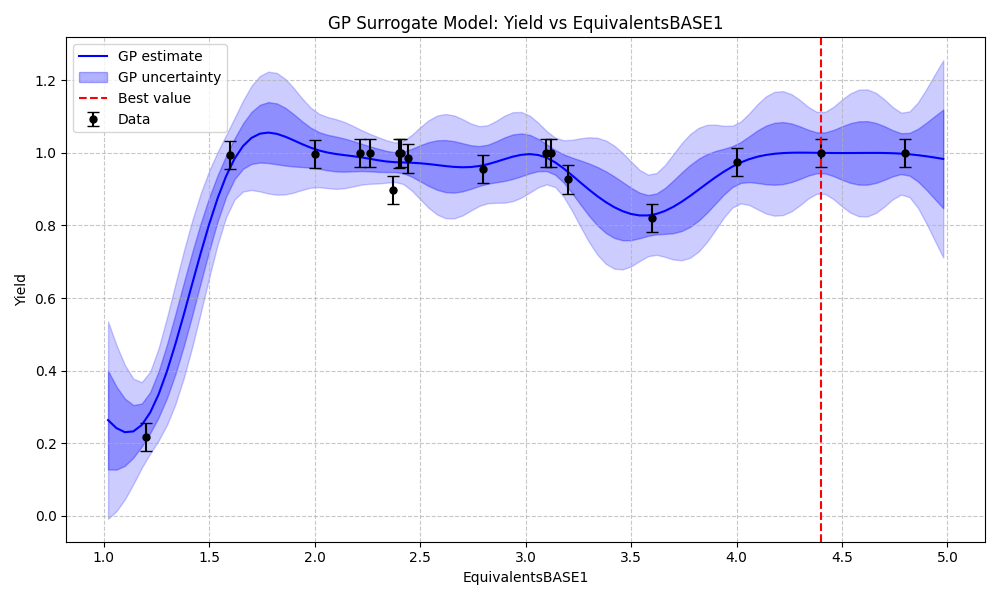 GP Surrogate Model: Yield vs EquivalentsBASE1
GP estimate
GP uncertainty
Best value
Data
Yield
1.2
1.0
0.8
0.6
0.4
0.2
0.0
1.0 1.5 2.0 2.5 3.0 3.5 4.0 4.5 5.0
EquivalentsBASE1